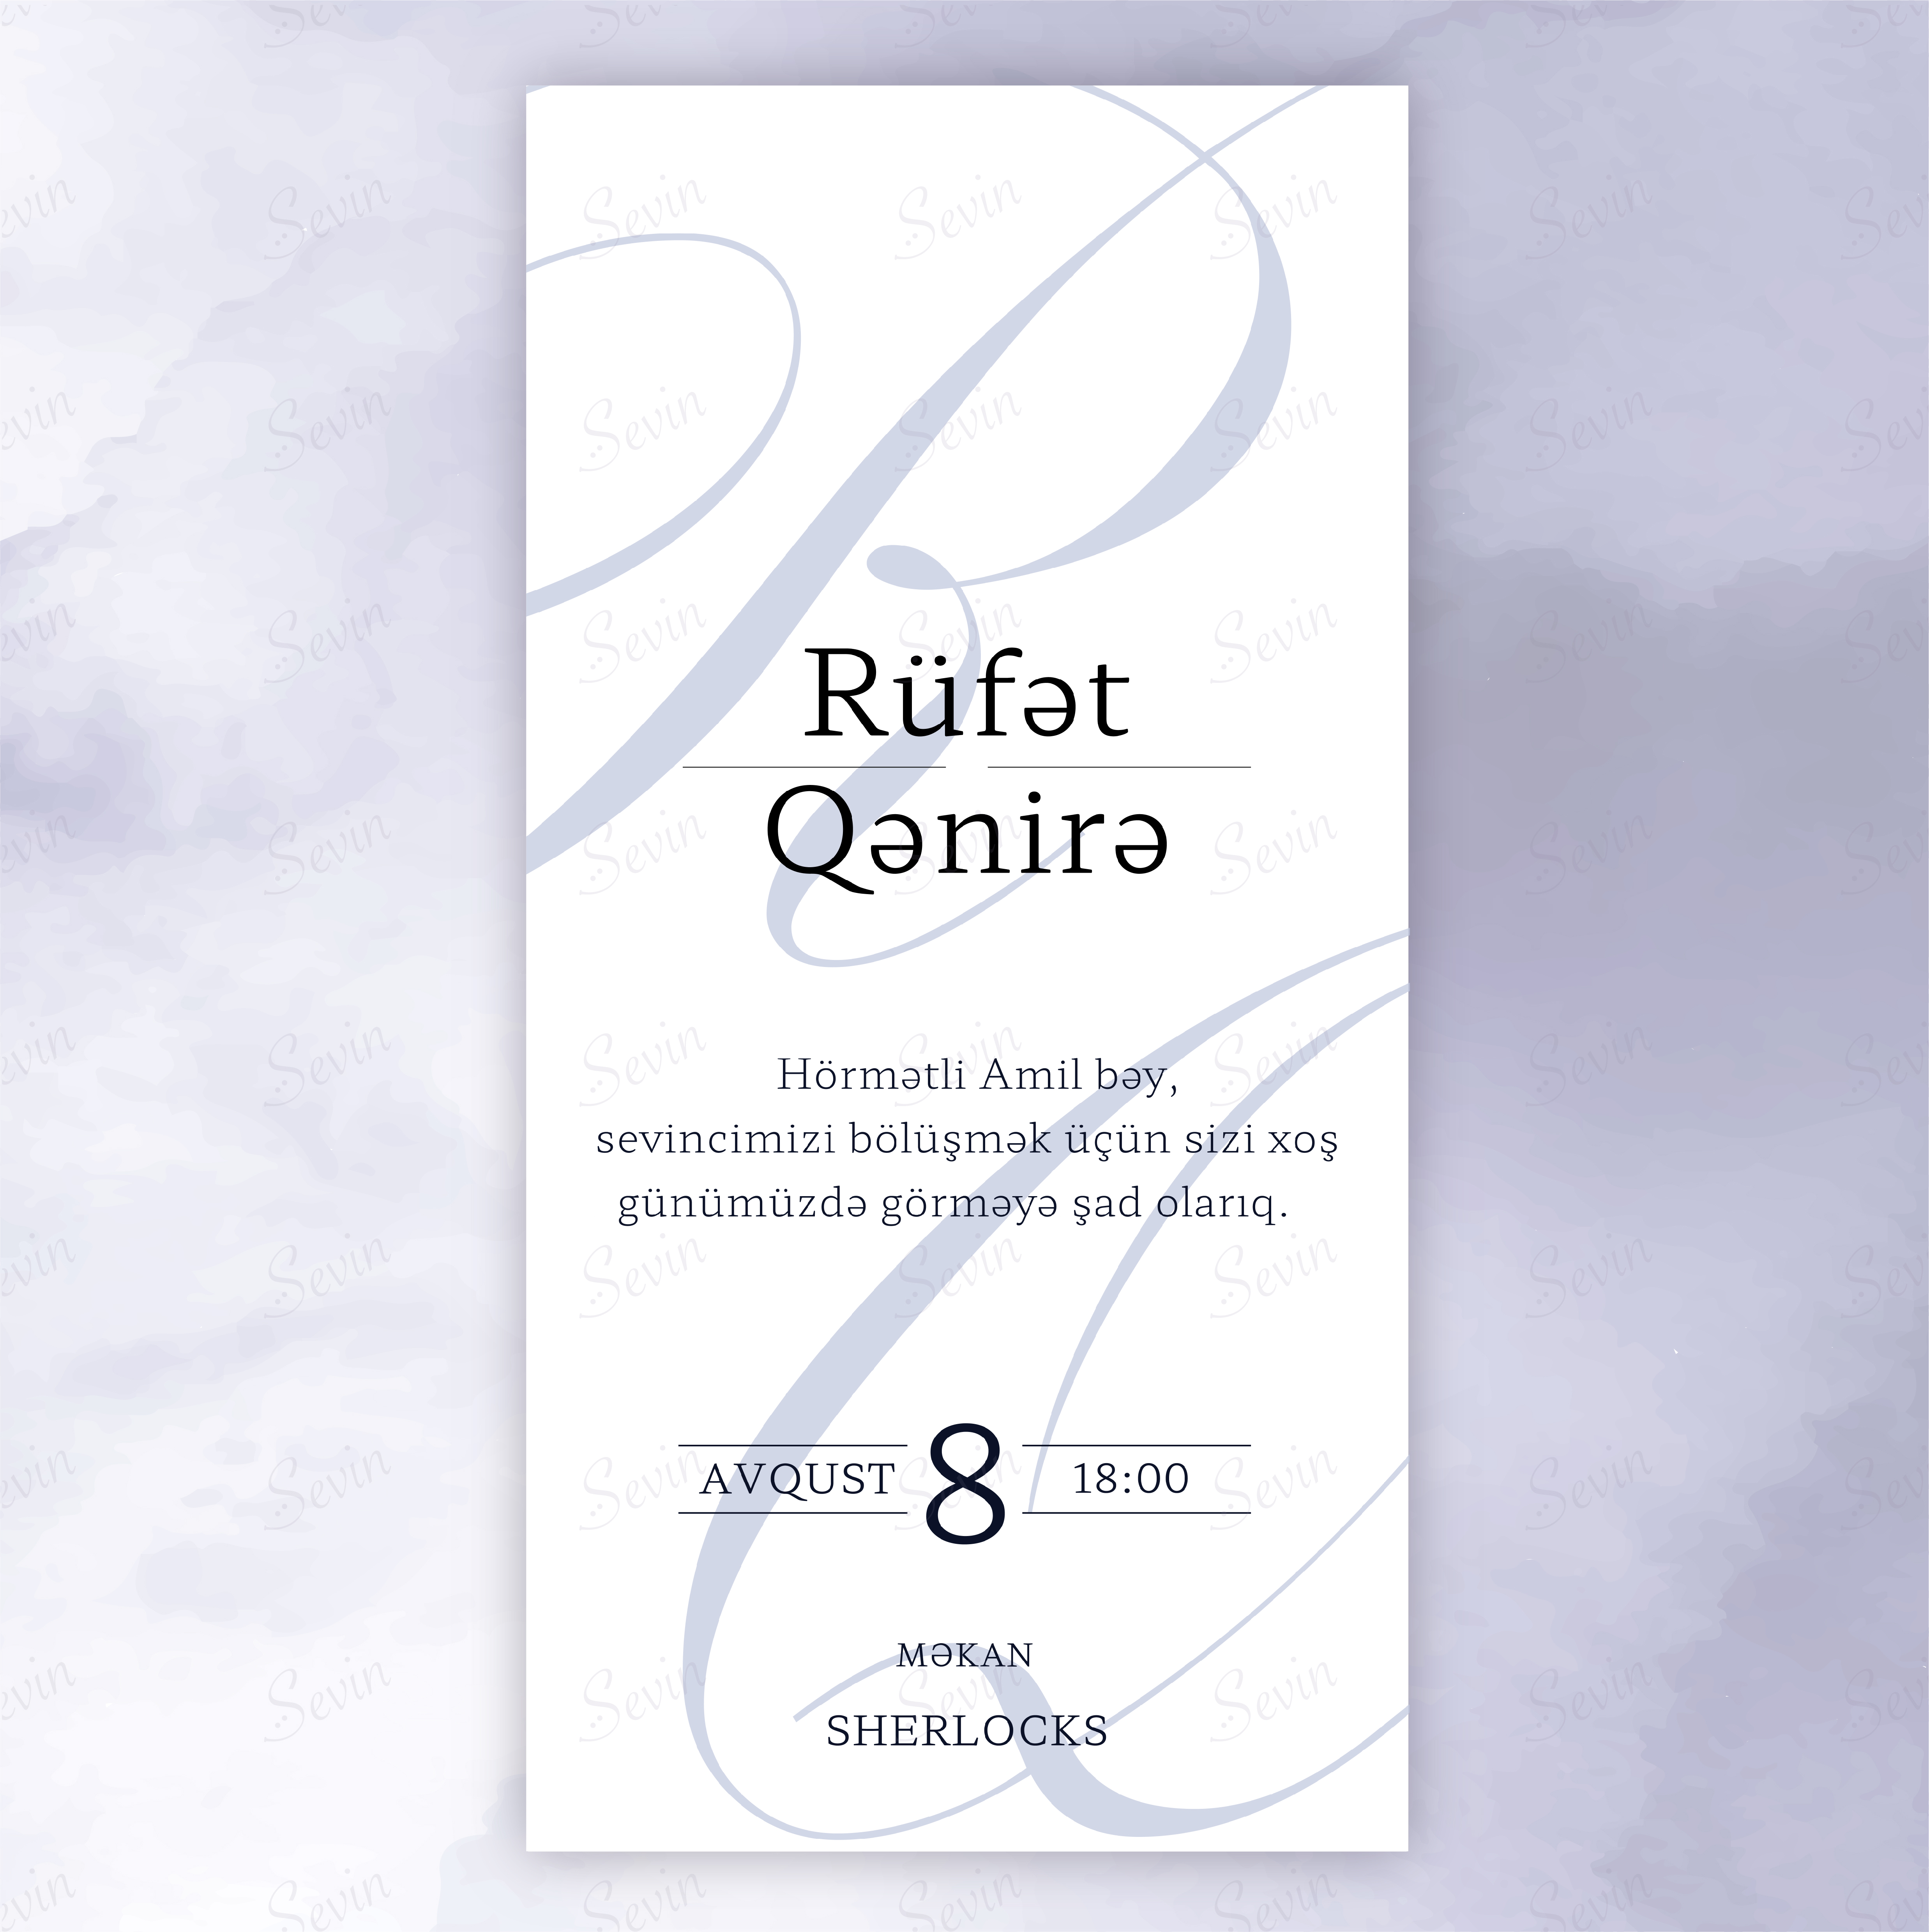 Rüfət
Qənirə
Hörmətli Amil bəy,
sevincimizi bölüşmək üçün sizi xoş
günümüzdə görməyə şad olarıq.
AVQUST 8 18:00
MƏKAN
SHERLOCKS
Sevin